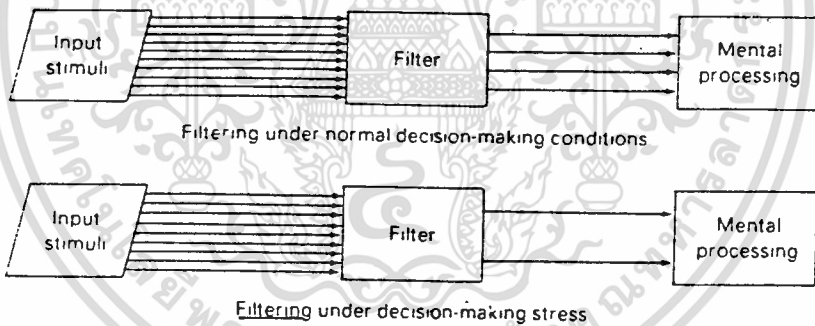 Input stimuli
Filter
Mental processing
Filtering under normal decision-making conditions
Input stimuli
Filter
Mental processing
Filtering under decision-making stress